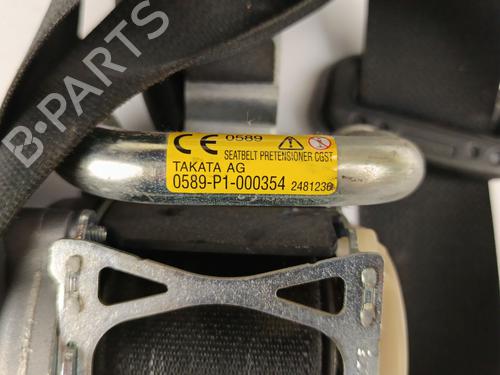 CE 0589
SEATBELT PRETENSIONER CGST
TAKATA AG
0589-P1-000354 2481236
B-PARTS